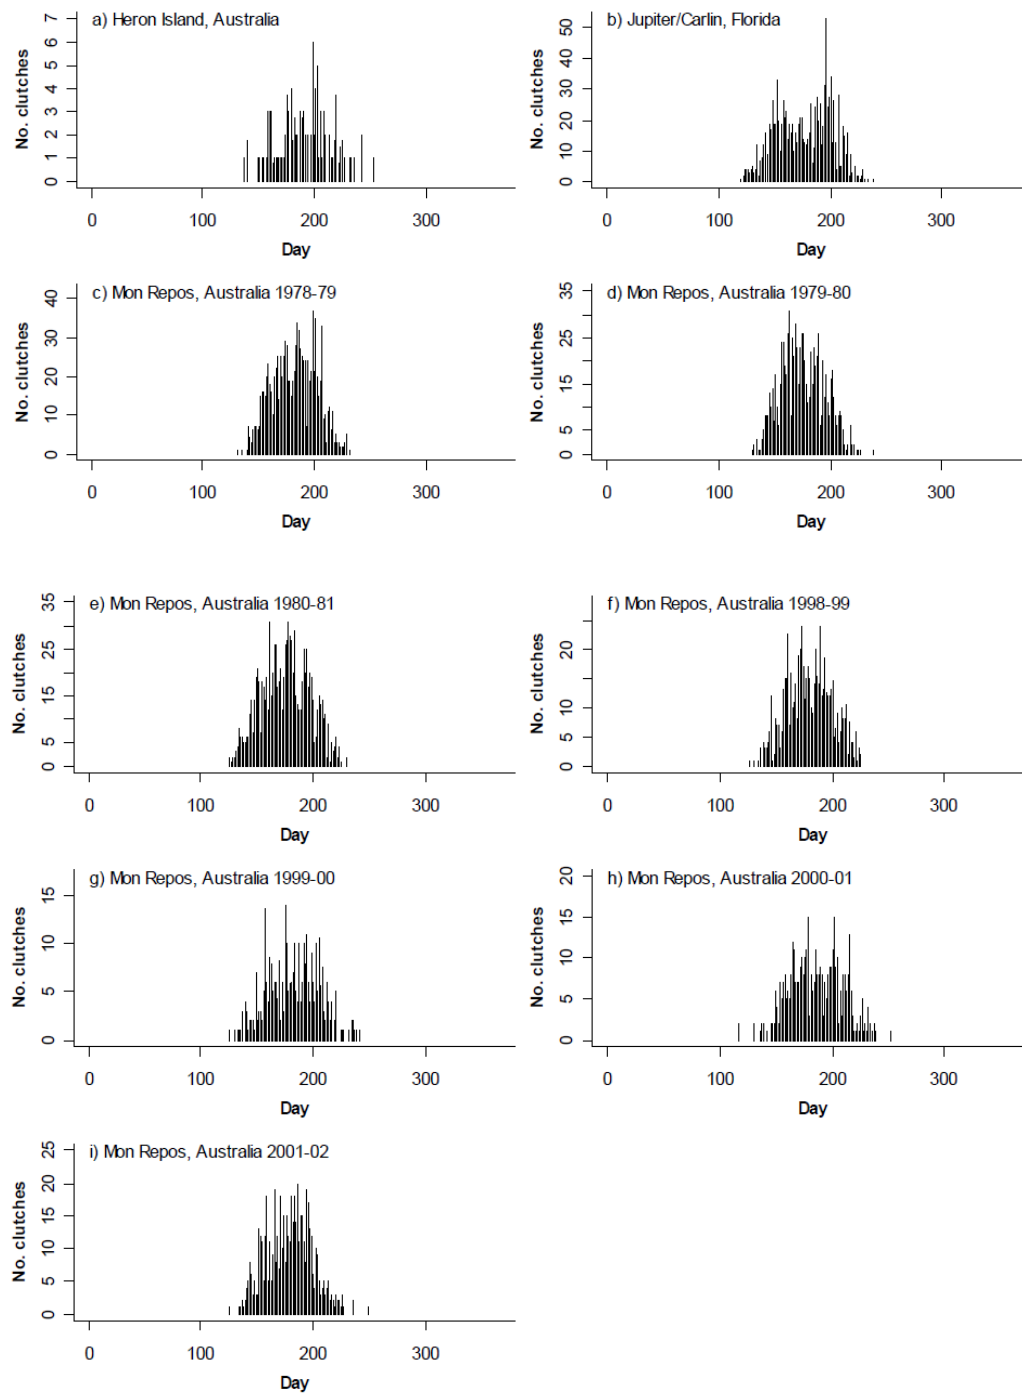 a) Heron Island, Australia
No. clutches
7
6
5
4
3
2
1
0
0 100 200 300
Day
b) Jupiter/Carlin, Florida
No. clutches
50
40
30
20
10
0
0 100 200 300
Day
c) Mon Repos, Australia 1978-79
No. clutches
40
30
20
10
0
0 100 200 300
Day
d) Mon Repos, Australia 1979-80
No. clutches
35
25
15
5
0
0 100 200 300
Day
e) Mon Repos, Australia 1980-81
No. clutches
35
25
15
5
0
0 100 200 300
Day
f) Mon Repos, Australia 1998-99
No. clutches
20
10
5
0
0 100 200 300
Day
g) Mon Repos, Australia 1999-00
No. clutches
15
10
5
0
0 100 200 300
Day
h) Mon Repos, Australia 2000-01
No. clutches
20
15
10
5
0
0 100 200 300
Day
i) Mon Repos, Australia 2001-02
No. clutches
25
20
15
10
5
0
0 100 200 300
Day